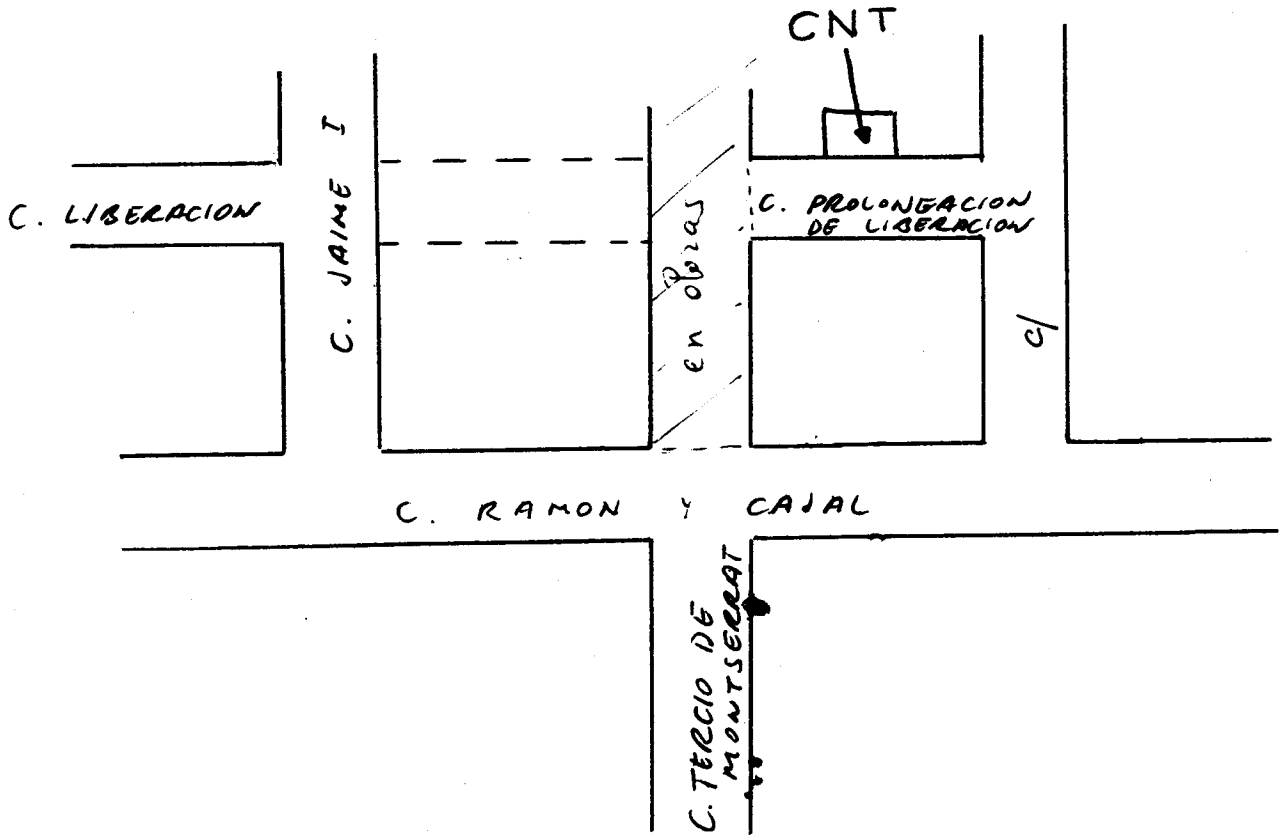 CNT
C. LIBERACION
C. JAIME I
en obras
C. PROLONGACION
DE LIBERACION
C/
C. RAMON Y CAJAL
C. TERCIO DE
MONTSERRAT